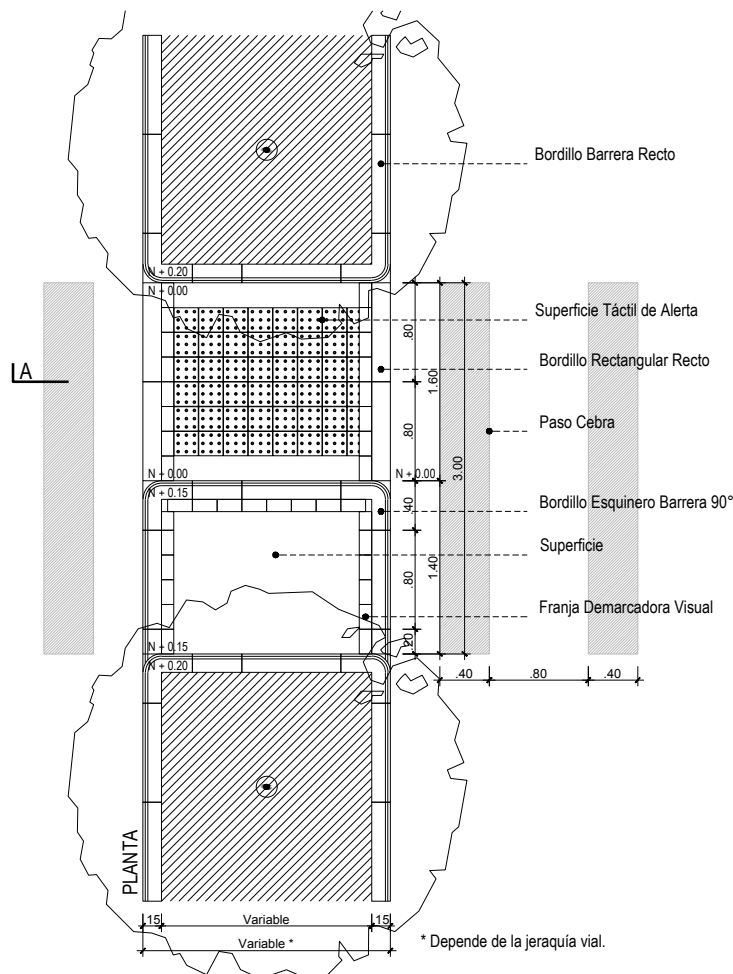 Bordillo Barrera Recto
N + 0.20
N + 0.00
Superficie Táctil de Alerta
.80
Bordillo Rectangular Recto
A
1.60
Paso Cebra
.80
3.00
N + 0.00
N + 0.00
N + 0.15
Bordillo Esquinero Barrera 90°
.40
Superficie
.80
1.40
Franja Demarcadora Visual
.20
N + 0.15
N + 0.20
.40
.80
.40
PLANTA
.15
Variable
.15
Variable *
* Depende de la jeraquía vial.